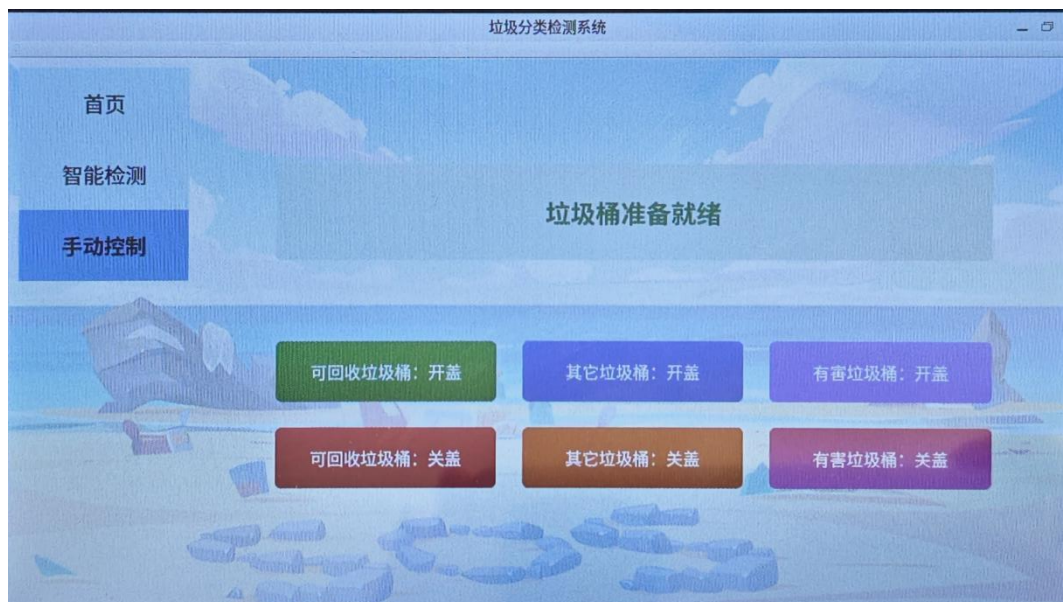 垃圾分类检测系统
首页
智能检测
手动控制
垃圾桶准备就绪
可回收垃圾桶：开盖
其它垃圾桶：开盖
有害垃圾桶：开盖
可回收垃圾桶：关盖
其它垃圾桶：关盖
有害垃圾桶：关盖